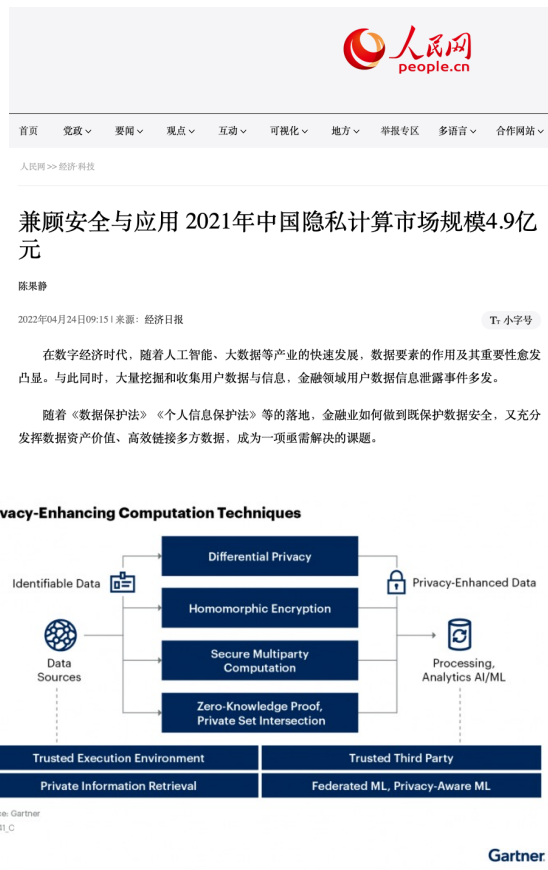 人民网
people.cn
首页 党政 要闻 观点 互动 可视化 地方 举报专区 多语言 合作网站
人民网 >> 经济·科技
兼顾安全与应用 2021年中国隐私计算市场规模4.9亿
元
陈果静
2022年04月24日09:15 | 来源：经济日报
TT 小字号
在数字经济时代，随着人工智能、大数据等产业的快速发展，数据要素的作用及其重要性愈发
凸显。与此同时，大量挖掘和收集用户数据与信息，金融领域用户数据信息泄露事件多发。
随着《数据保护法》《个人信息保护法》等的落地，金融业如何做到既保护数据安全，又充分
发挥数据资产价值、高效链接多方数据，成为一项亟需解决的课题。
vacy-Enhancing Computation Techniques
Differential Privacy
Identifiable Data
Privacy-Enhanced Data
Homomorphic Encryption
Secure Multiparty
Computation
Data
Sources
Processing,
Analytics AI/ML
Zero-Knowledge Proof,
Private Set Intersection
Trusted Execution Environment
Trusted Third Party
Private Information Retrieval
Federated ML, Privacy-Aware ML
ce: Gartner
41_C
Gartner